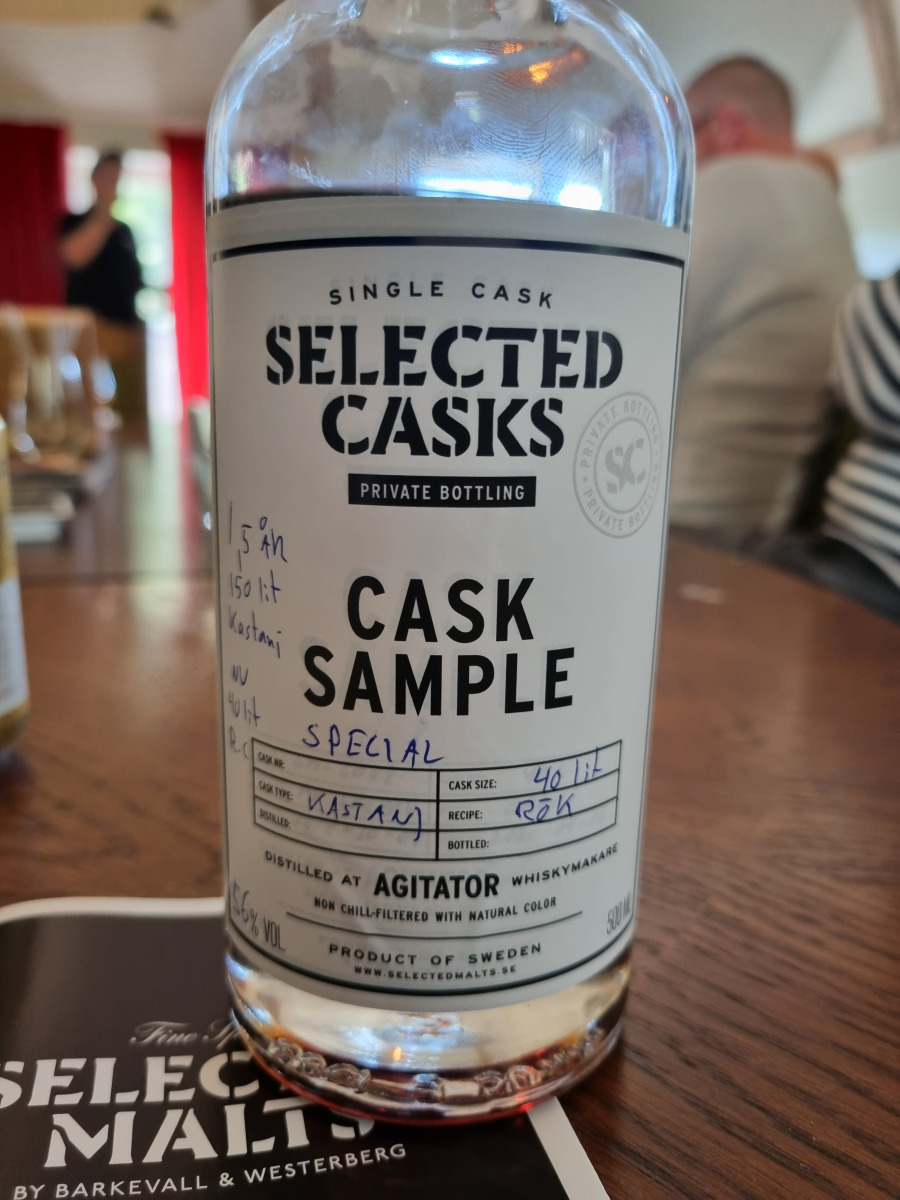 SINGLE CASK
SELECTED
CASKS
PRIVATE BOTTLING
PRIVATE BOTTLING
SC
PRIVATE BOTTLING
1,5 ÅR
150 lit
Kastanj
NU
40 lit
CASK
SAMPLE
SPECIAL
CASK NR:
CASK SIZE: 40 lit
CASK TYPE: KASTANJ
RECIPE: RÖK
DISTILLED:
BOTTLED:
DISTILLED AT AGITATOR WHISKYMAKARE
NON CHILL-FILTERED WITH NATURAL COLOR
56% VOL.
500 ML
PRODUCT OF SWEDEN
WWW.SELECTEDMALTS.SE
Fine
SELEC
MALTS
BY BARKEVALL & WESTERBERG